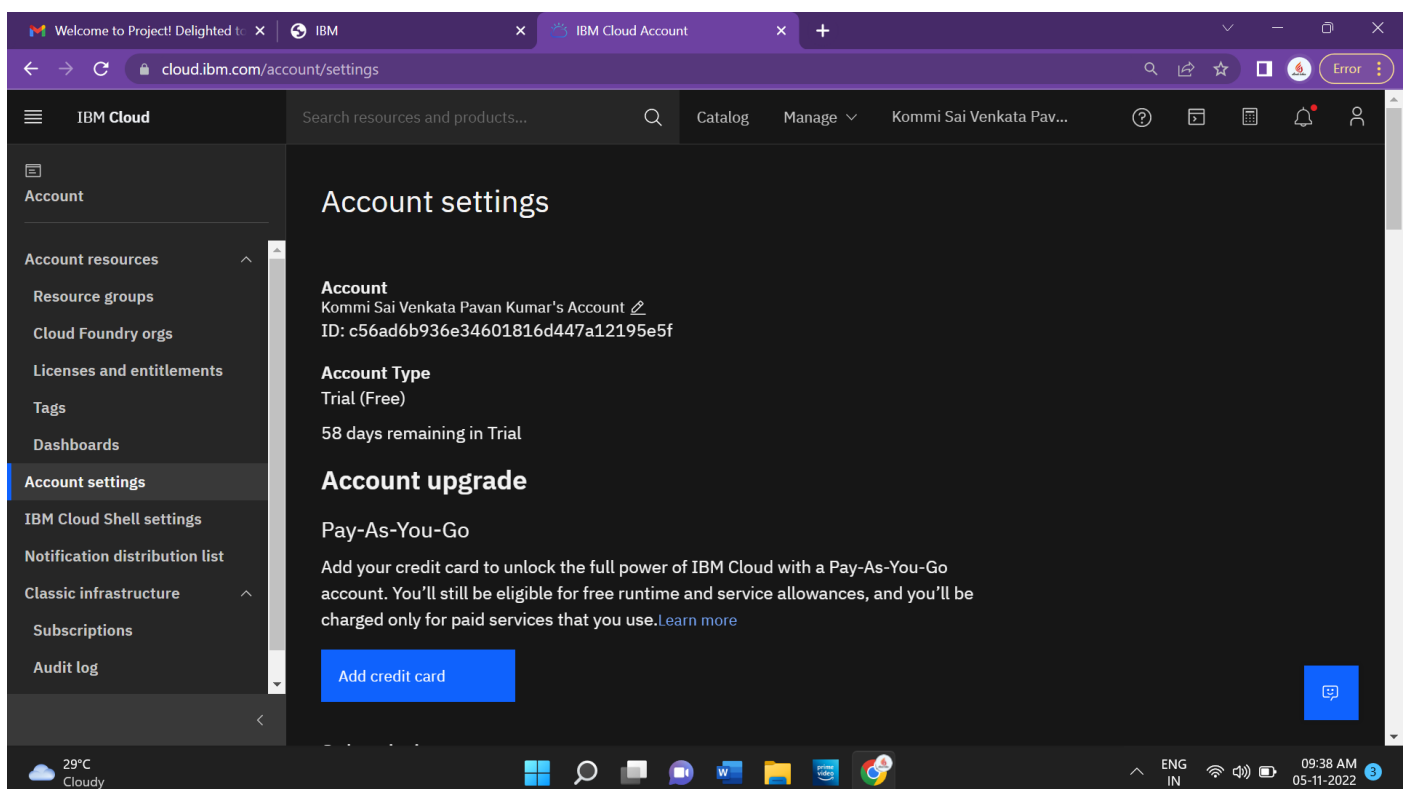 Welcome to Project! Delighted to
IBM
IBM Cloud Account
cloud.ibm.com/account/settings
Error
IBM Cloud
Search resources and products...
Catalog
Manage
Kommi Sai Venkata Pav...
Account
Account resources
Resource groups
Cloud Foundry orgs
Licenses and entitlements
Tags
Dashboards
Account settings
IBM Cloud Shell settings
Notification distribution list
Classic infrastructure
Subscriptions
Audit log
Account settings
Account
Kommi Sai Venkata Pavan Kumar's Account
ID: c56ad6b936e34601816d447a12195e5f
Account Type
Trial (Free)
58 days remaining in Trial
Account upgrade
Pay-As-You-Go
Add your credit card to unlock the full power of IBM Cloud with a Pay-As-You-Go
account. You’ll still be eligible for free runtime and service allowances, and you’ll be
charged only for paid services that you use.Learn more
Add credit card
29°C
Cloudy
prime
video
ENG
IN
09:38 AM
05-11-2022
3